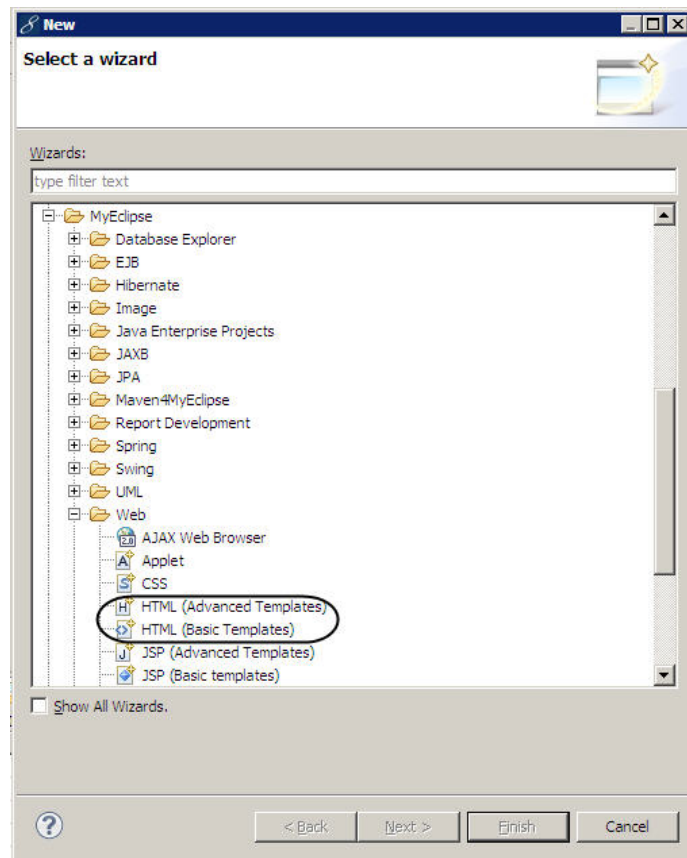 New
Select a wizard
Wizards:
type filter text
MyEclipse
Database Explorer
EJB
Hibernate
Image
Java Enterprise Projects
JAXB
JPA
Maven4MyEclipse
Report Development
Spring
Swing
UML
Web
2.0 AJAX Web Browser
A Applet
S CSS
H HTML (Advanced Templates)
HTML (Basic Templates)
J JSP (Advanced Templates)
JSP (Basic templates)
Show All Wizards.
? < Back Next > Finish Cancel